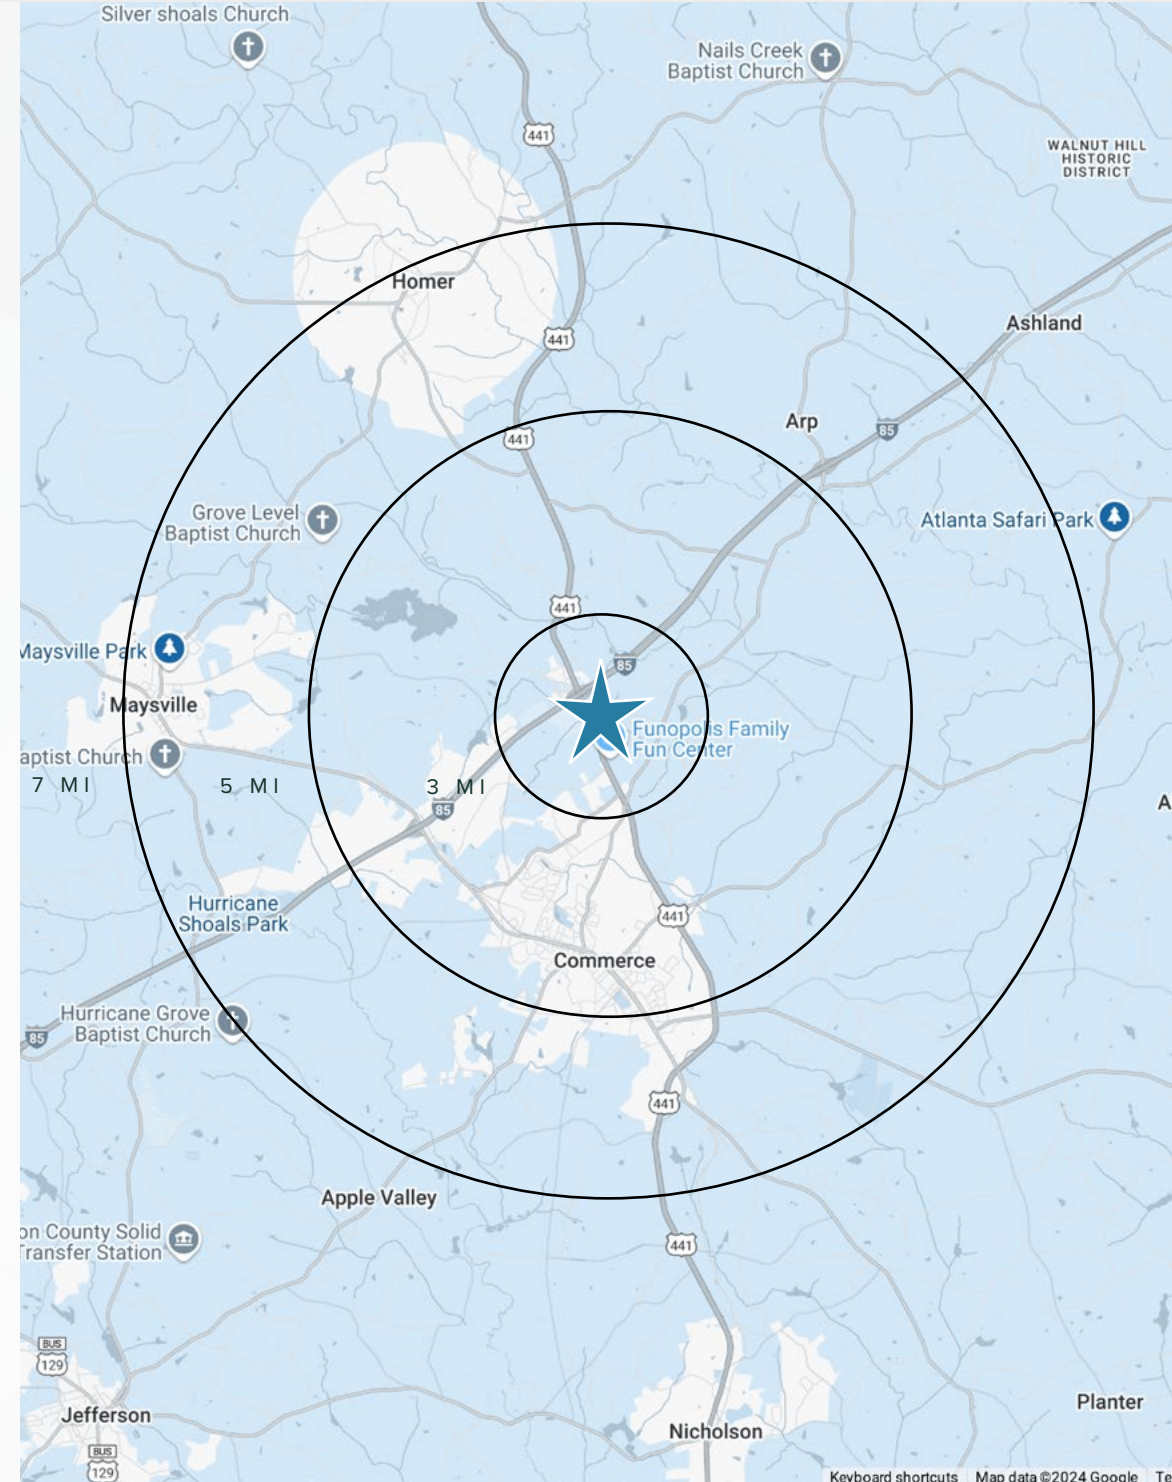 Silver shoals Church
Nails Creek
Baptist Church
441
WALNUT HILL
HISTORIC
DISTRICT
Homer
441
Ashland
Arp
85
441
Grove Level
Baptist Church
Atlanta Safari Park
441
Maysville Park
85
Maysville
Funopolis Family
Fun Center
aptist Church
7 MI
5 MI
3 MI
85
A
Hurricane
Shoals Park
441
Commerce
Hurricane Grove
Baptist Church
85
441
Apple Valley
on County Solid
Transfer Station
441
BUS
129
Jefferson
Planter
Nicholson
BUS
129
Keyboard shortcuts
Map data ©2024 Google
Te